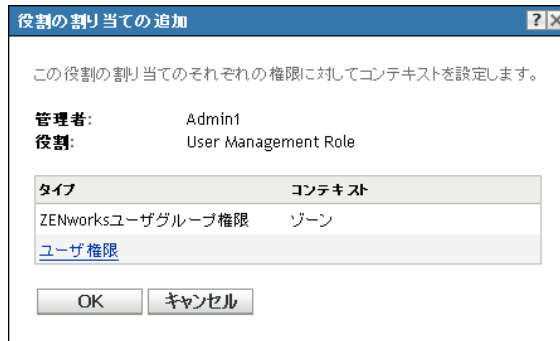 役割の割り当ての追加
この役割の割り当てのそれぞれの権限に対してコンテキストを設定します。
管理者: Admin1
役割: User Management Role
タイプ コンテキスト
ZENworksユーザグループ権限 ゾーン
ユーザ権限
OK キャンセル